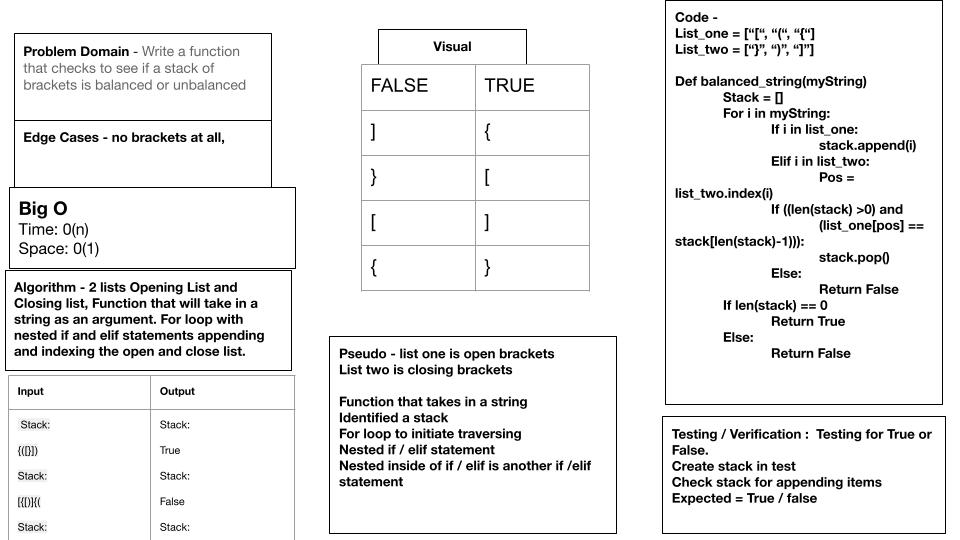 Problem Domain - Write a function
that checks to see if a stack of
brackets is balanced or unbalanced
Edge Cases - no brackets at all,
Big O
Time: 0(n)
Space: 0(1)
Algorithm - 2 lists Opening List and
Closing list, Function that will take in a
string as an argument. For loop with
nested if and elif statements appending
and indexing the open and close list.
Input Output
Stack: Stack:
{([}]) True
Stack: Stack:
[{[)}{( False
Stack: Stack:
Visual
FALSE TRUE
] {
} [
[ ]
{ }
Pseudo - list one is open brackets
List two is closing brackets
Function that takes in a string
Identified a stack
For loop to initiate traversing
Nested if / elif statement
Nested inside of if / elif is another if /elif
statement
Code -
List_one = [“[“, “(“, “{“]
List_two = [“}”, “)”, “]”]
Def balanced_string(myString)
Stack = []
For i in myString:
If i in list_one:
stack.append(i)
Elif i in list_two:
Pos =
list_two.index(i)
If ((len(stack) >0) and
(list_one[pos] ==
stack[len(stack)-1])):
stack.pop()
Else:
Return False
If len(stack) == 0
Return True
Else:
Return False
Testing / Verification : Testing for True or
False.
Create stack in test
Check stack for appending items
Expected = True / false